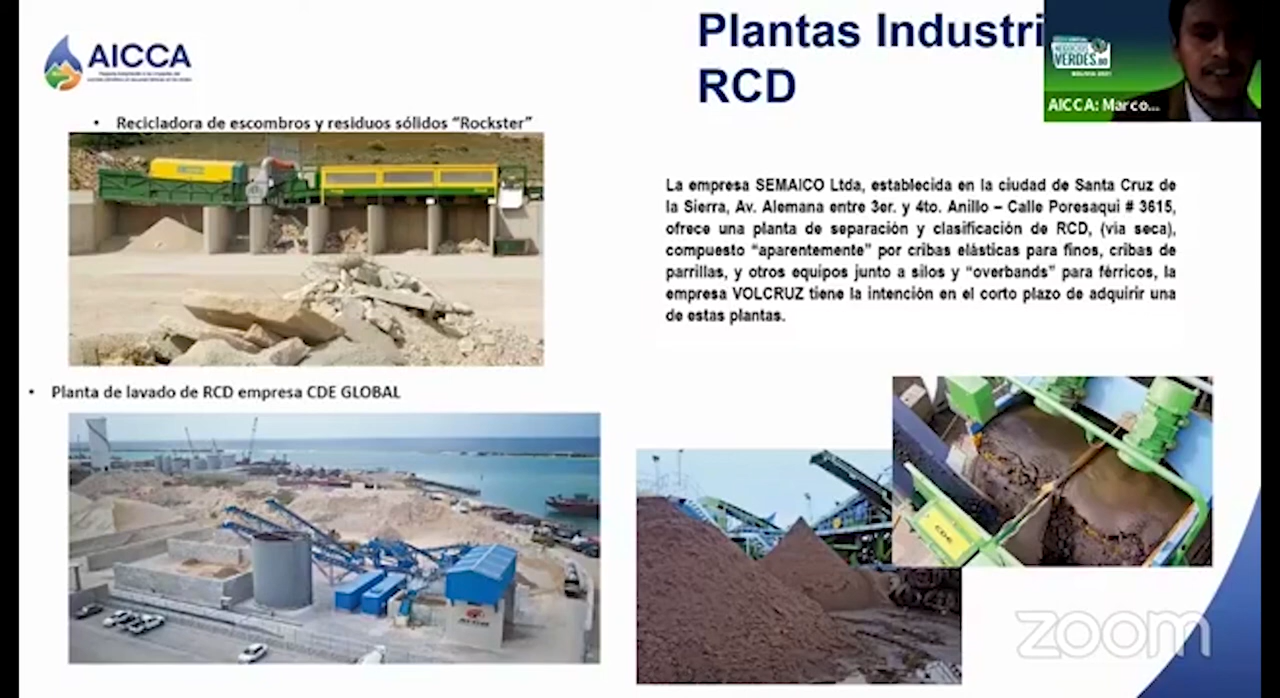 AICCA
Plantas Industri
RCD
NEGOCIOS
VERDES.BO
BOLIVIA 2021
AICCA: Marco...
• Recicladora de escombros y residuos sólidos “Rockster”
La empresa SEMAICO Ltda, establecida en la ciudad de Santa Cruz de
la Sierra, Av. Alemana entre 3er. y 4to. Anillo – Calle Poresaqui # 3615,
ofrece una planta de separación y clasificación de RCD, (vía seca),
compuesto “aparentemente” por cribas elásticas para finos, cribas de
parrillas, y otros equipos junto a silos y “overbands” para férricos, la
empresa VOLCRUZ tiene la intención en el corto plazo de adquirir una
de estas plantas.
• Planta de lavado de RCD empresa CDE GLOBAL
CDE
zoom